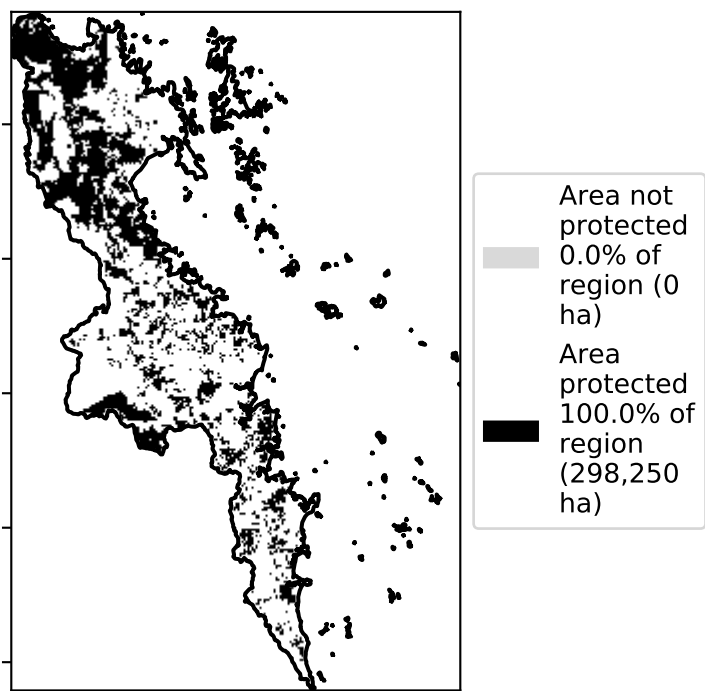 Area not
protected
0.0% of
region (0
ha)
Area
protected
100.0% of
region
(298,250
ha)